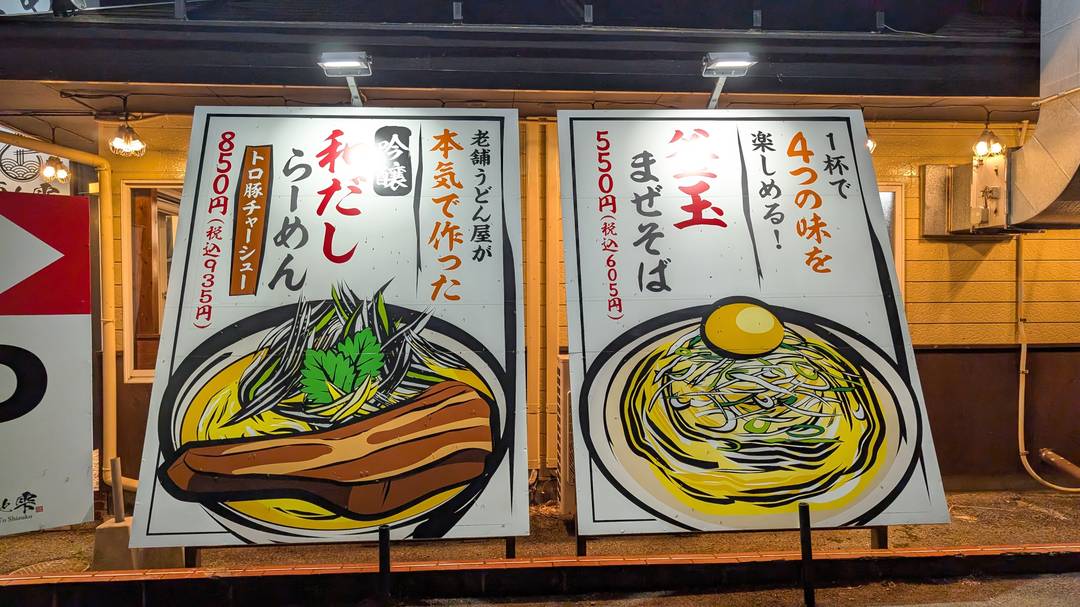 老舗うどん屋が
本気で作った
吟醸
和だし
らーめん
トロ豚チャーシュー
850円(税込935円)
1杯で
4つの味を
楽しめる!
釜玉
まぜそば
550円(税込605円)
雫
n Shizuku